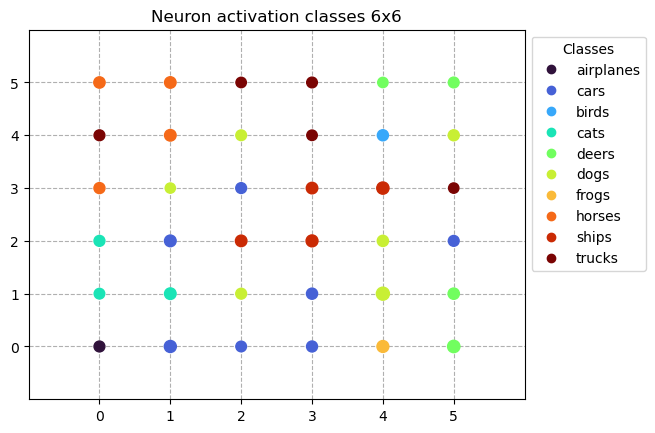 Neuron activation classes 6x6
5
4
3
2
1
0
0 1 2 3 4 5
Classes
airplanes
cars
birds
cats
deers
dogs
frogs
horses
ships
trucks